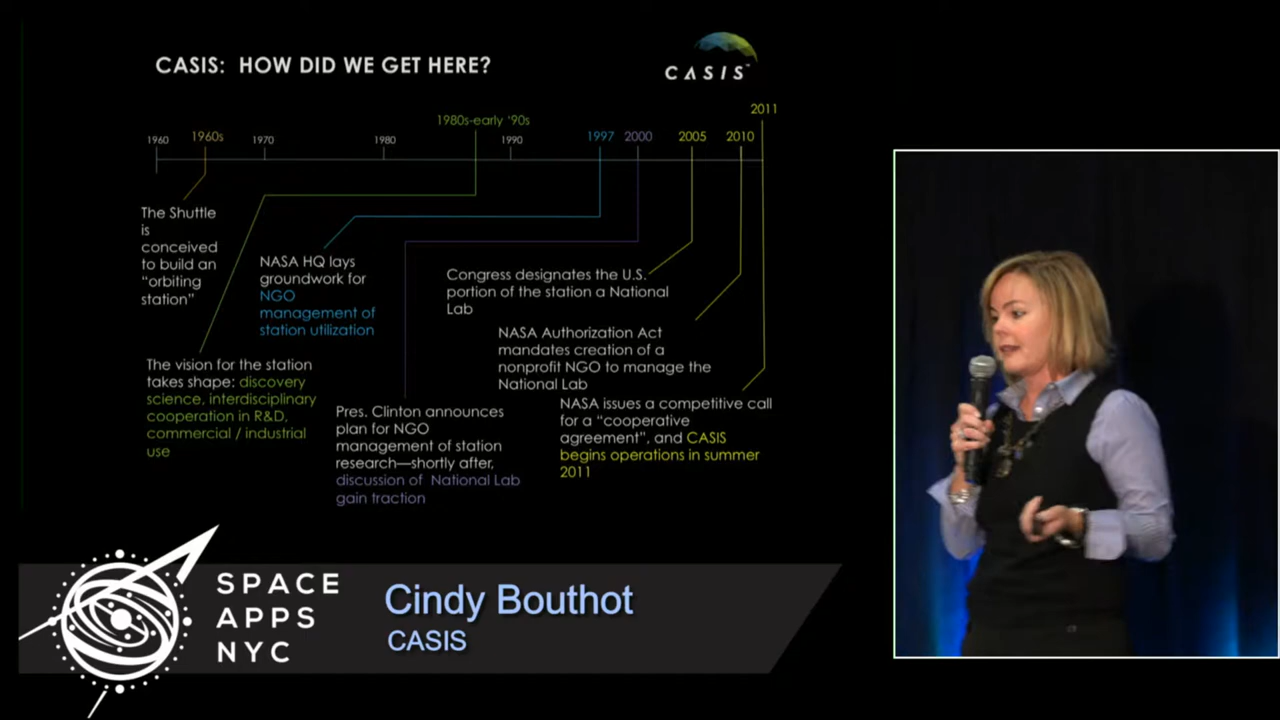 CASIS: HOW DID WE GET HERE?
CASIS™
2011
1960
1960s
1970
1980
1980s-early ‘90s
1990
1997
2000
2005
2010
The Shuttle
is
conceived
to build an
“orbiting
station”
NASA HQ lays
groundwork for
NGO
management of
station utilization
Congress designates the U.S.
portion of the station a National
Lab
NASA Authorization Act
mandates creation of a
nonprofit NGO to manage the
National Lab
The vision for the station
takes shape: discovery
science, interdisciplinary
cooperation in R&D,
commercial / industrial
use
Pres. Clinton announces
plan for NGO
management of station
research—shortly after,
discussion of National Lab
gain traction
NASA issues a competitive call
for a “cooperative
agreement”, and CASIS
begins operations in summer
2011
SPACE
APPS
NYC
Cindy Bouthot
CASIS